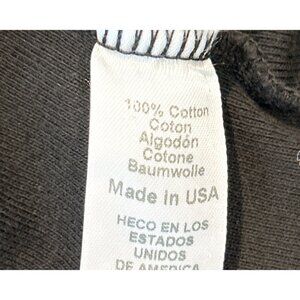 100% Cotton
Coton
Algodón
Cotone
Baumwolle
Made in USA
HECO EN LOS
ESTADOS
UNIDOS
DE AMERICA